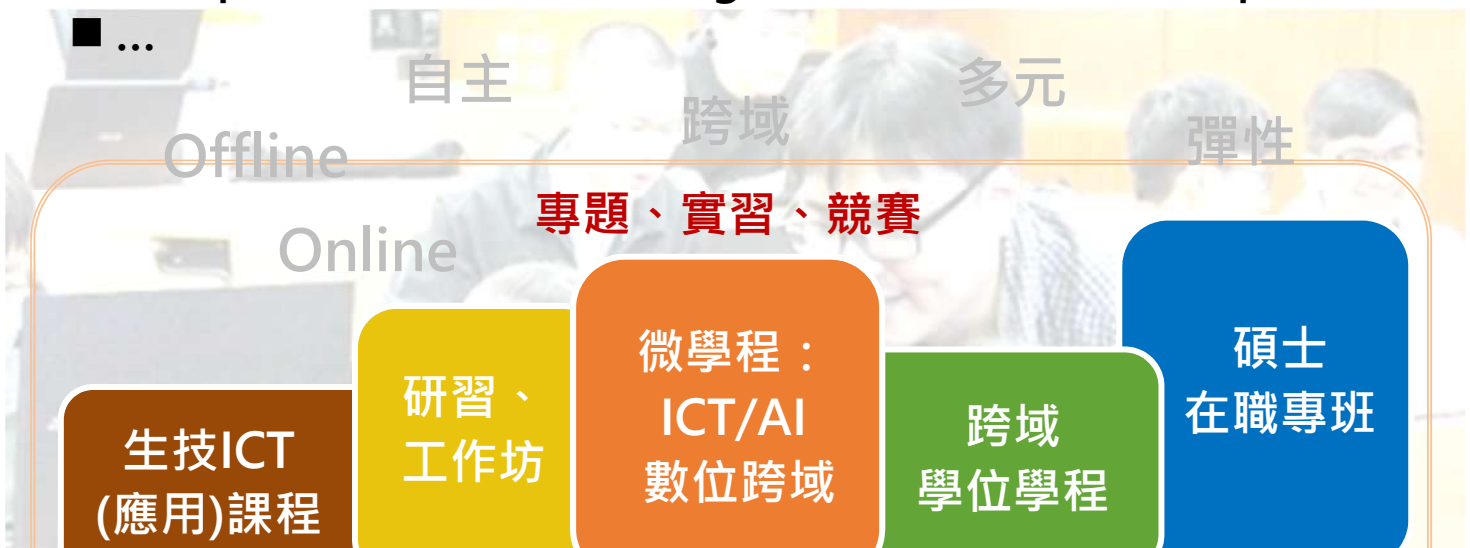 ■ ...
自主
多元
跨域
彈性
Offline
專題、實習、競賽
Online
生技ICT
(應用)課程
研習、
工作坊
微學程：
ICT/AI
數位跨域
跨域
學位學程
碩士
在職專班